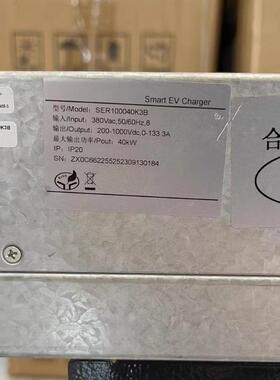 Smart EV Charger
型号/Model: SER100040K3B
输入/Input: 380Vac,50/60Hz,8
输出/Output: 200-1000Vdc, 0-133.3A
最大输出功率/Pout: 40kW
IP: IP20
SN: ZX0C662255252309130184
0K3B
合